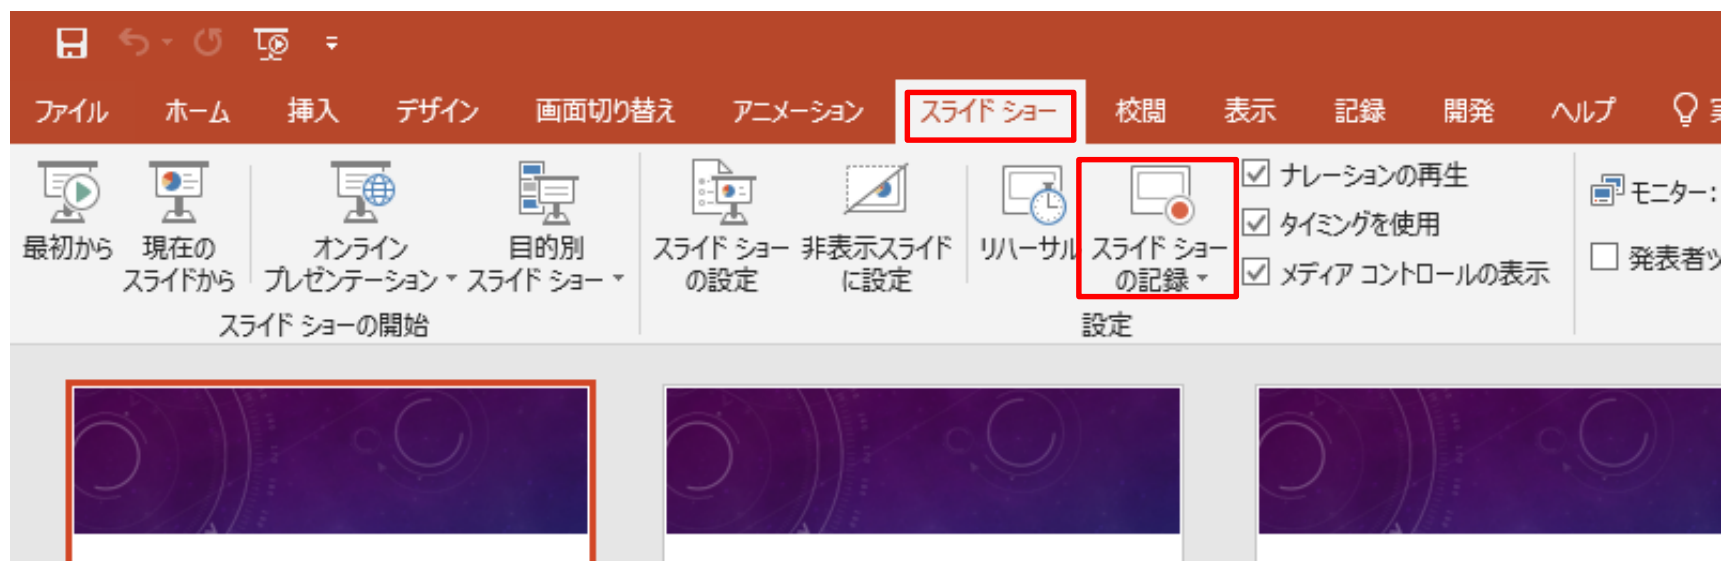 ファイル ホーム 挿入 デザイン 画面切り替え アニメーション スライド ショー 校閲 表示 記録 開発 ヘルプ
最初から
現在の
スライドから
オンライン
プレゼンテーション
目的別
スライド ショー
スライド ショーの開始
スライド ショー
の設定
非表示スライド
に設定
リハーサル
スライド ショー
の記録
ナレーションの再生
タイミングを使用
メディア コントロールの表示
設定
モニター:
発表者ツ